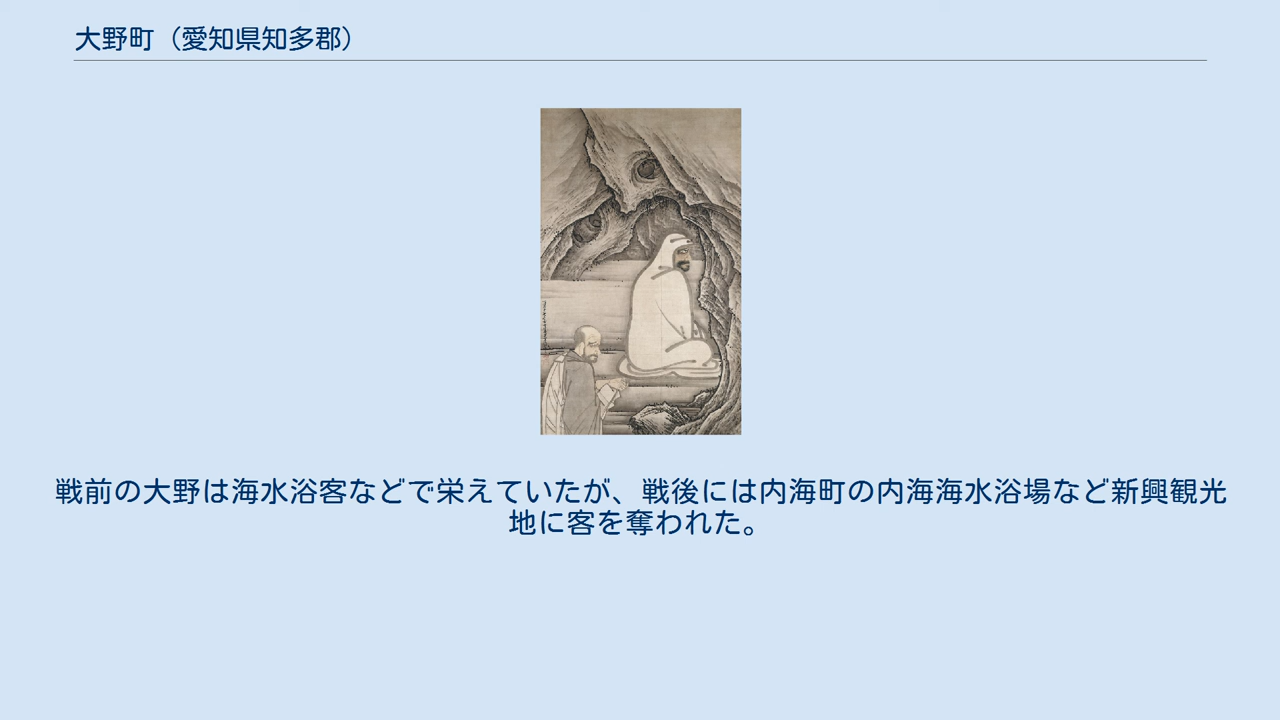 大野町（愛知県知多郡）
戦前の大野は海水浴客などで栄えていたが、戦後には内海町の内海海水浴場など新興観光
地に客を奪われた。